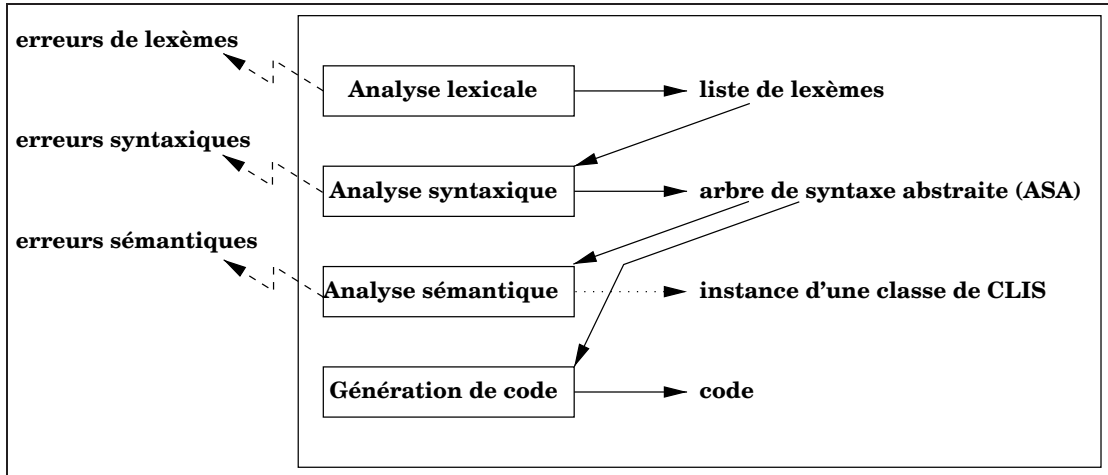 erreurs de lexèmes
Analyse lexicale
liste de lexèmes
erreurs syntaxiques
Analyse syntaxique
arbre de syntaxe abstraite (ASA)
erreurs sémantiques
Analyse sémantique
instance d'une classe de CLIS
Génération de code
code